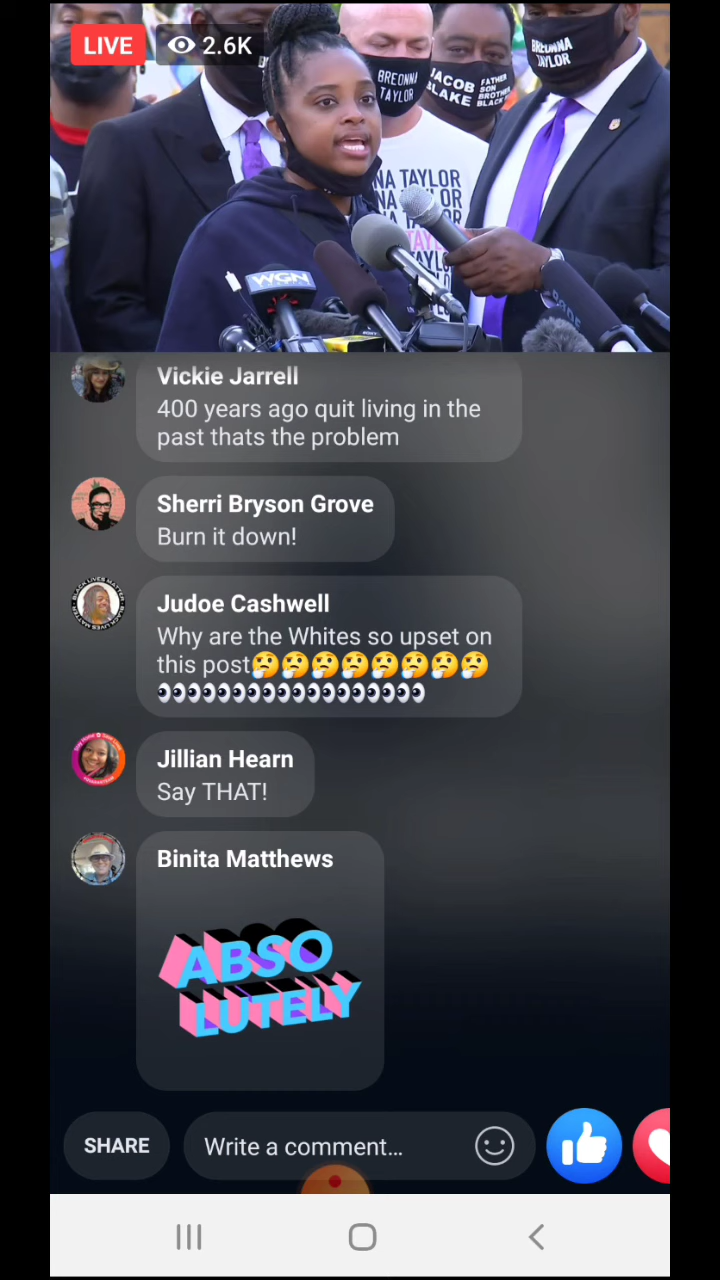 LIVE
2.6K
BREONNA
TAYLOR
JACOB
BLAKE
FATHER
SON
BROTHER
BLACK
BREONNA
TAYLOR
NA TAYLOR
WGN
Vickie Jarrell
400 years ago quit living in the
past thats the problem
Sherri Bryson Grove
Burn it down!
Judoe Cashwell
Why are the Whites so upset on
this post🤔🤔🤔🤔🤔🤔🤔🤔
👀👀👀👀👀👀👀👀👀👀👀👀👀👀👀👀👀👀
Jillian Hearn
Say THAT!
Binita Matthews
ABSO
LUTELY
SHARE
Write a comment...